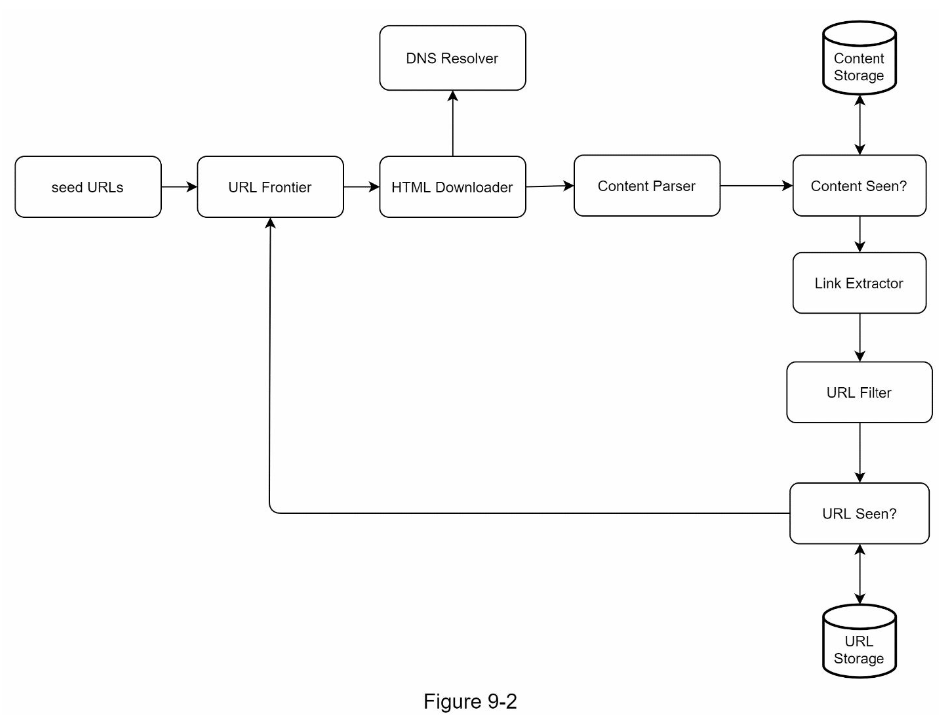 DNS Resolver
Content
Storage
seed URLs
URL Frontier
HTML Downloader
Content Parser
Content Seen?
Link Extractor
URL Filter
URL Seen?
URL
Storage
Figure 9-2